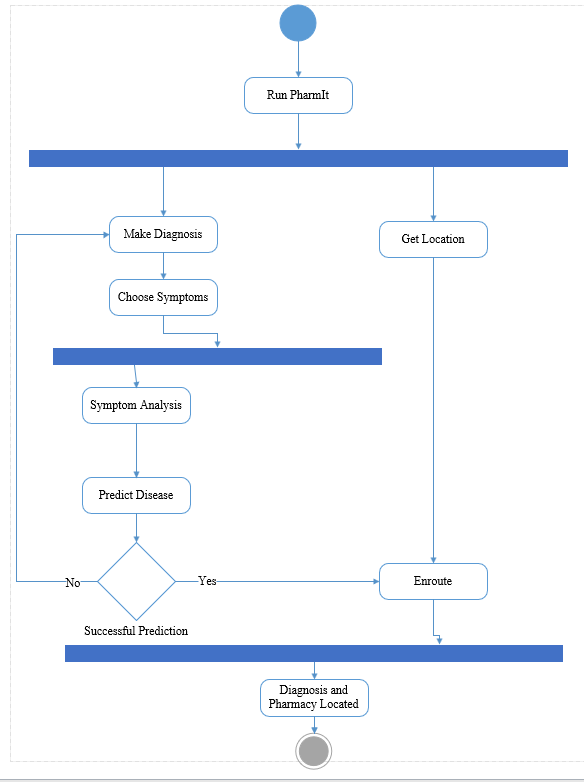 Run PharmIt
Make Diagnosis
Get Location
Choose Symptoms
Symptom Analysis
Predict Disease
No
Yes
Enroute
Successful Prediction
Diagnosis and
Pharmacy Located